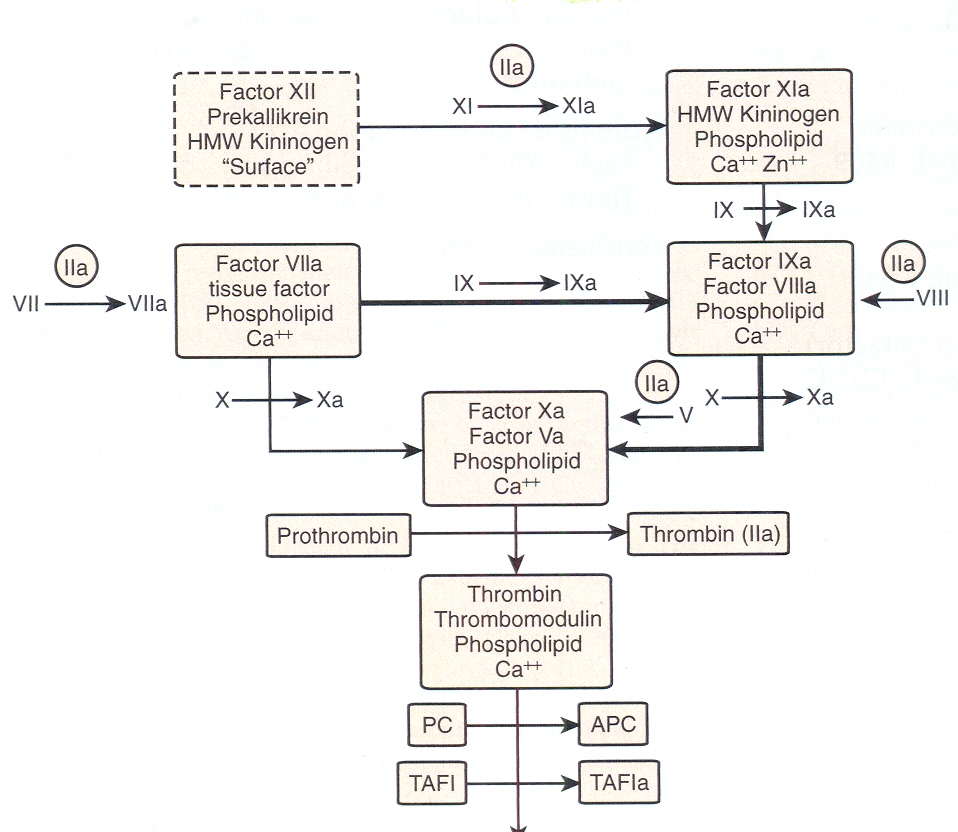 IIa
Factor XII
Prekallikrein
HMW Kininogen
“Surface”
XI XIa
Factor XIa
HMW Kininogen
Phospholipid
Ca++ Zn++
IX IXa
IIa
VII VIIa
Factor VIIa
tissue factor
Phospholipid
Ca++
IX IXa
Factor IXa
Factor VIIIa
Phospholipid
Ca++
IIa
VIII
X Xa
IIa
V
X Xa
Factor Xa
Factor Va
Phospholipid
Ca++
Prothrombin
Thrombin (IIa)
Thrombin
Thrombomodulin
Phospholipid
Ca++
PC
APC
TAFI
TAFIa